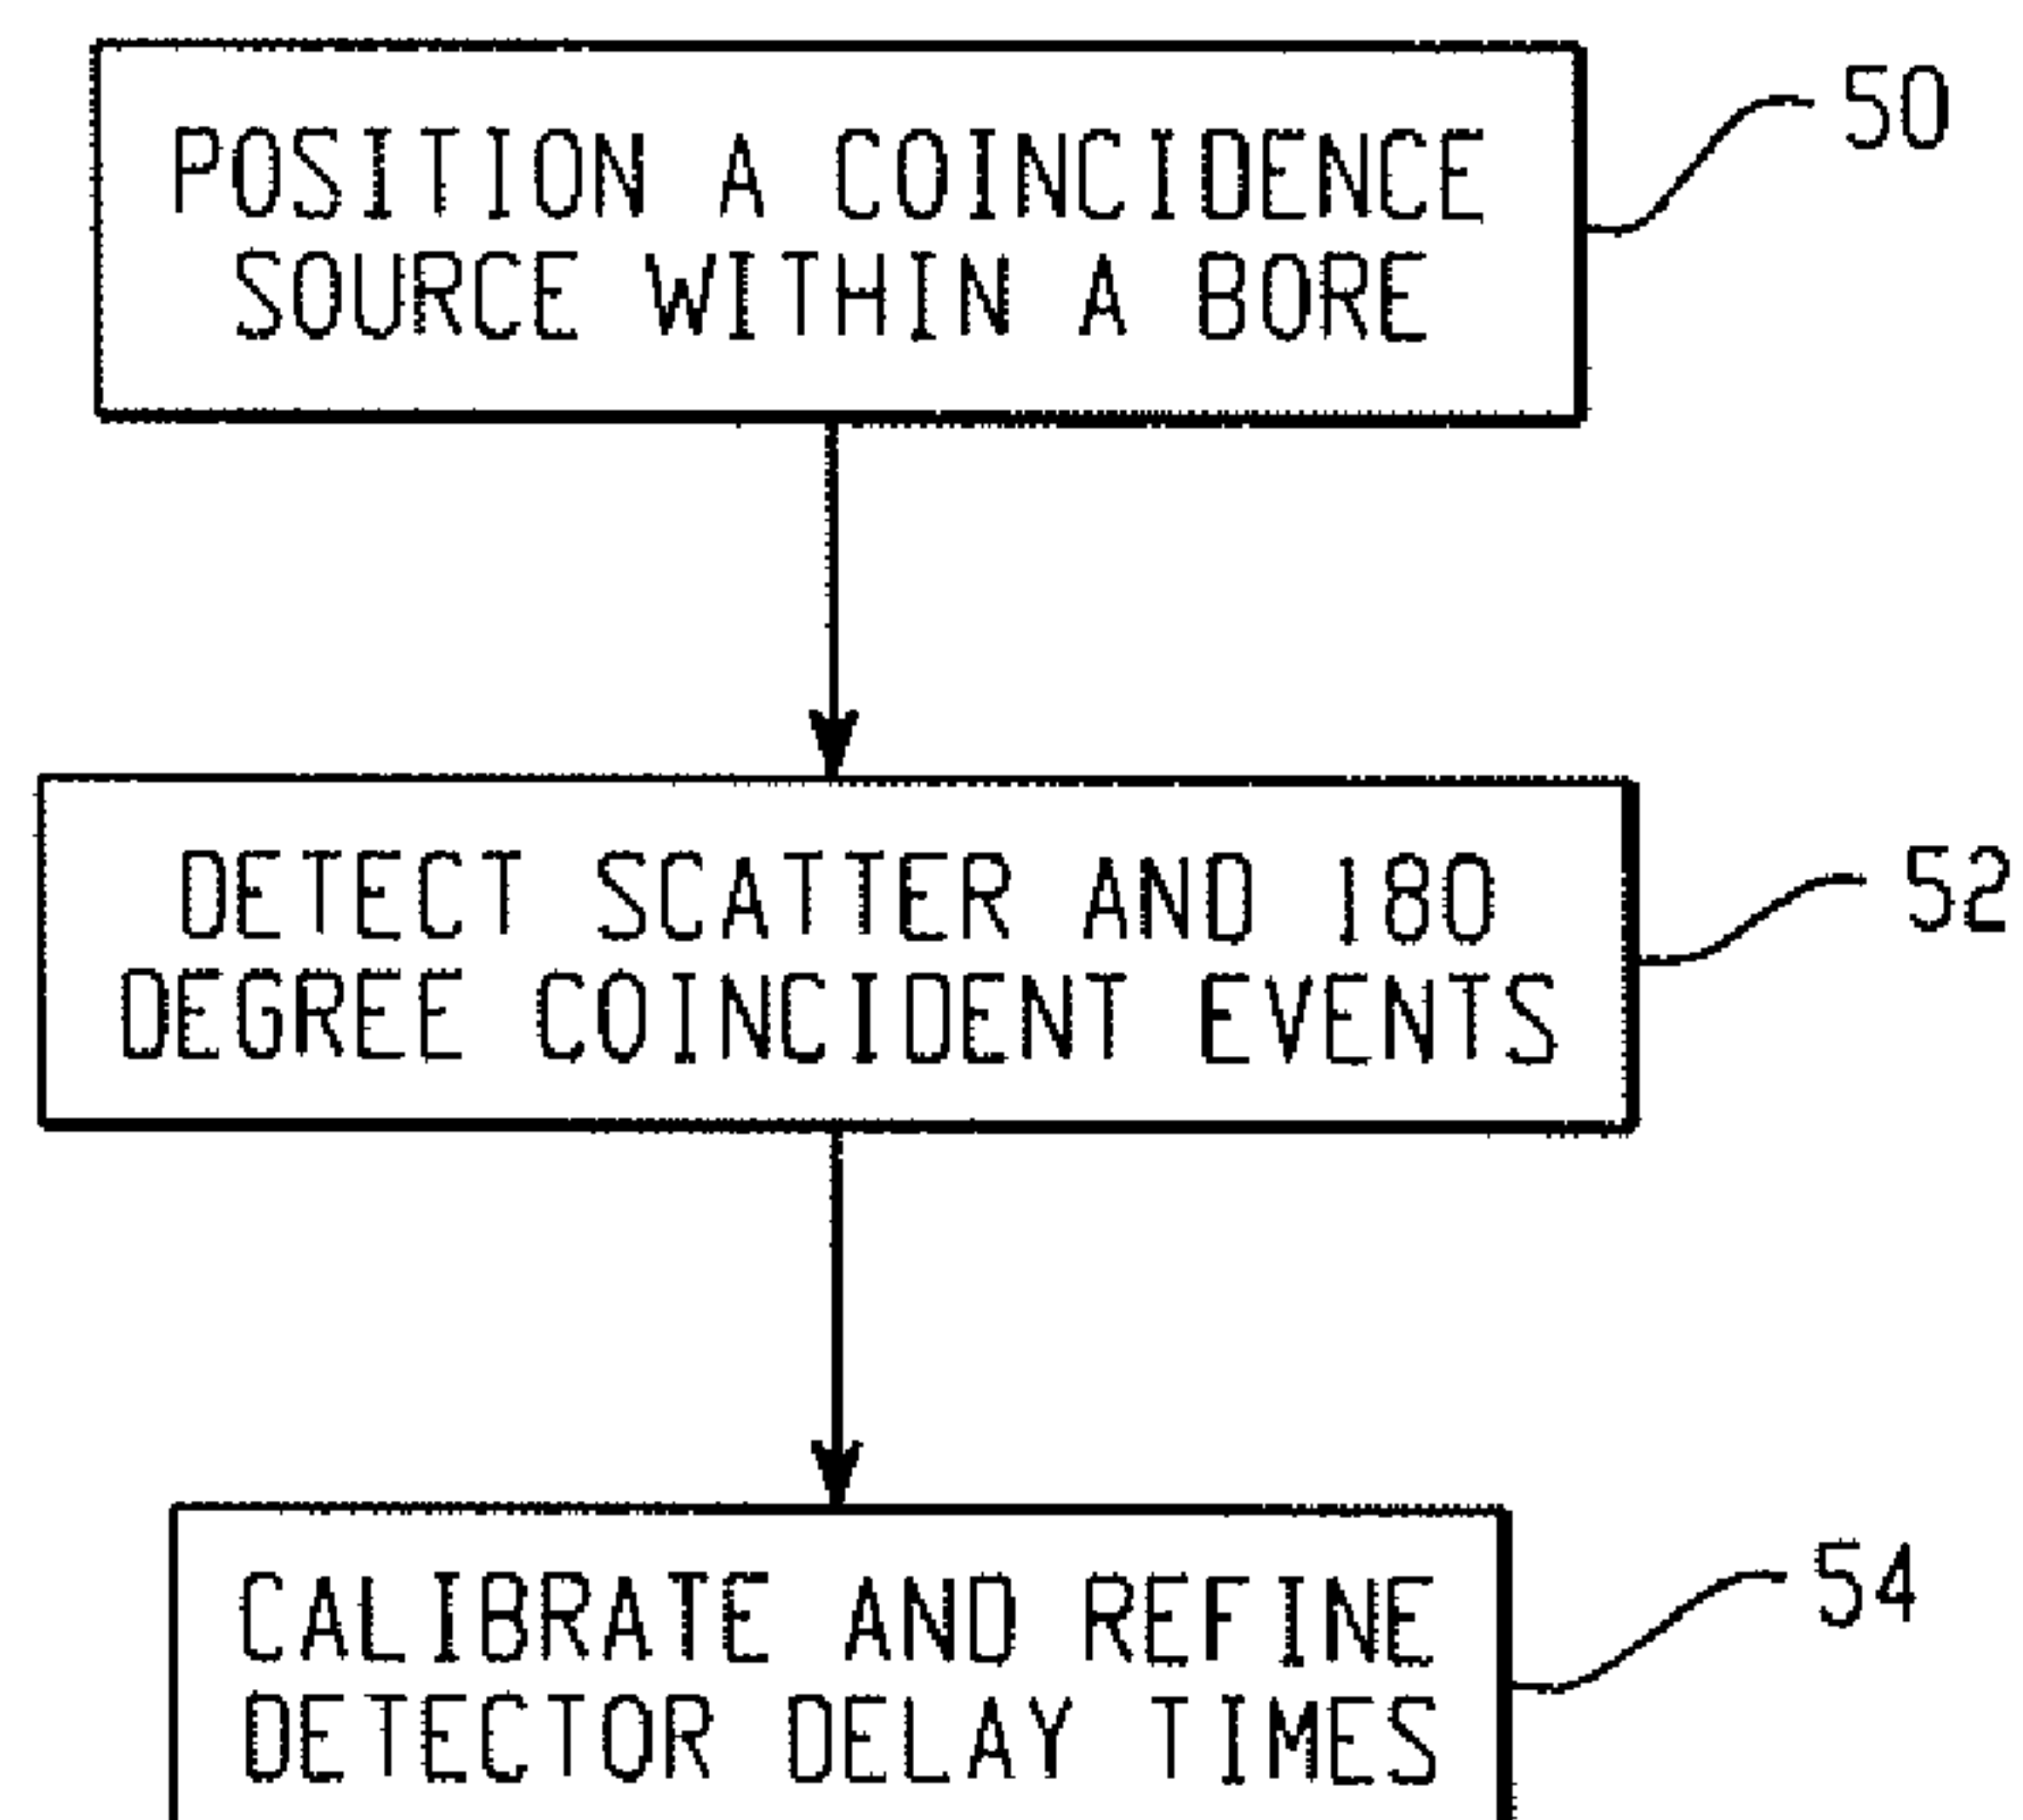 POSITION A COINCIDENCE
SOURCE WITHIN A BORE
50
DETECT SCATTER AND 180
DEGREE COINCIDENT EVENTS
52
CALIBRATE AND REFINE
DETECTOR DELAY TIMES
54